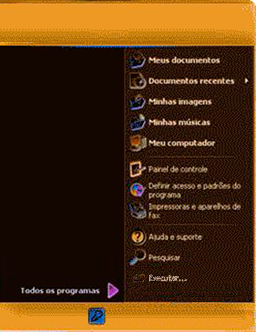 Meus documentos
Documentos recentes
Minhas imagens
Minhas músicas
Meu computador
Painel de controle
Definir acesso e padrões do
programa
Impressoras e aparelhos de
fax
Ajuda e suporte
Pesquisar
Executar...
Todos os programas